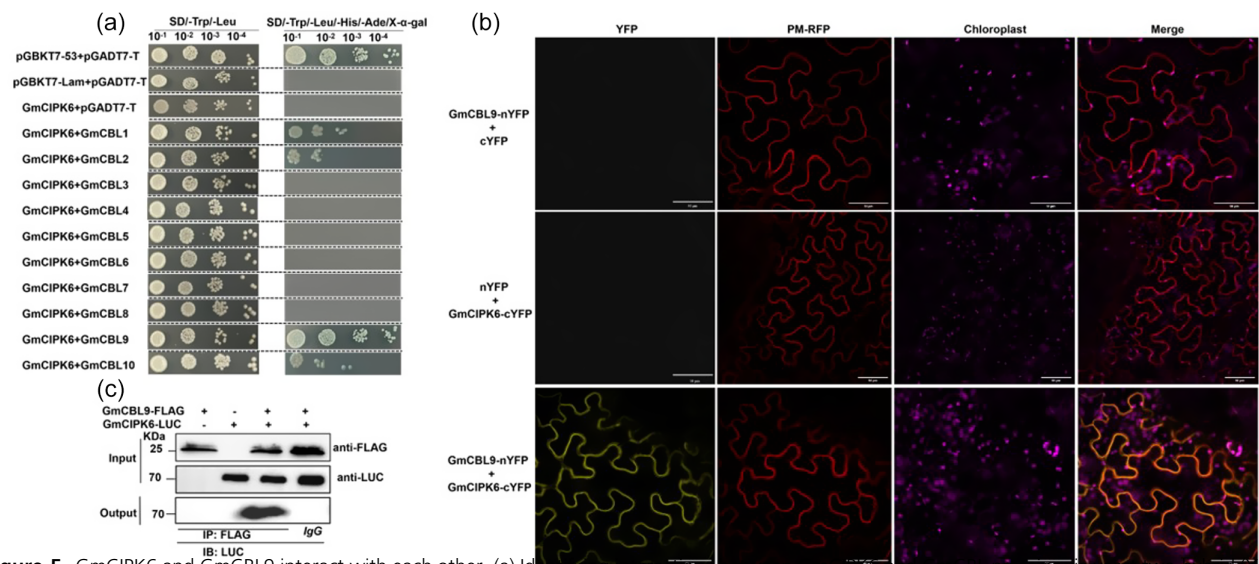 (a)
SD/-Trp/-Leu
SD/-Trp/-Leu/-His/-Ade/X-α-gal
10-1 10-2 10-3 10-4
10-1 10-2 10-3 10-4
pGBKT7-53+pGADT7-T
pGBKT7-Lam+pGADT7-T
GmCIPK6+pGADT7-T
GmCIPK6+GmCBL1
GmCIPK6+GmCBL2
GmCIPK6+GmCBL3
GmCIPK6+GmCBL4
GmCIPK6+GmCBL5
GmCIPK6+GmCBL6
GmCIPK6+GmCBL7
GmCIPK6+GmCBL8
GmCIPK6+GmCBL9
GmCIPK6+GmCBL10
(b)
YFP PM-RFP Chloroplast Merge
GmCBL9-nYFP
+
cYFP
nYFP
+
GmCIPK6-cYFP
GmCBL9-nYFP
+
GmCIPK6-cYFP
(c)
GmCBL9-FLAG + - + +
GmCIPK6-LUC - + + +
KDa
Input
25
anti-FLAG
70
anti-LUC
Output
70
IP: FLAG
IgG
IB: LUC
GmCIPK6 and GmCBL9 interact with each other. (a)